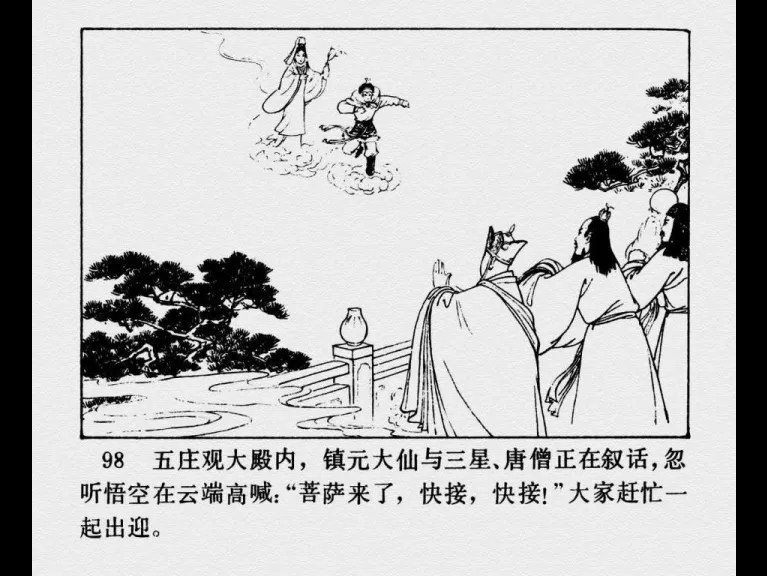 98 五庄观大殿内，镇元大仙与三星、唐僧正在叙话，忽
听悟空在云端高喊：“菩萨来了，快接，快接！”大家赶忙一
起出迎。